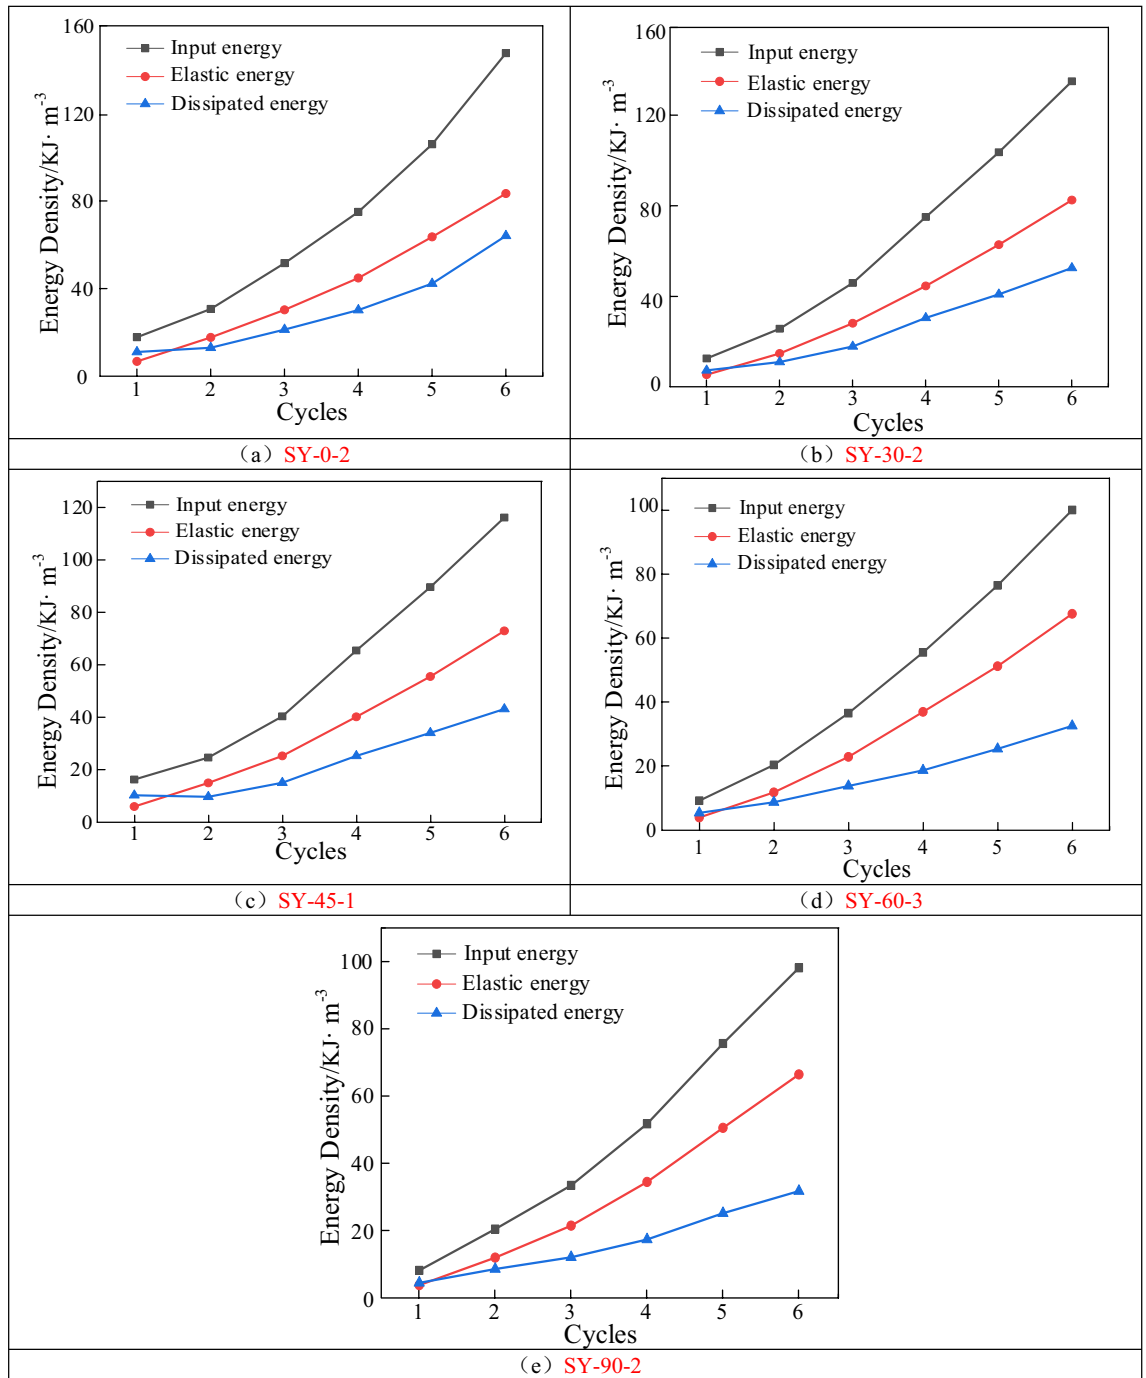 160
120
80
40
0
Energy Density/KJ· m-3
Input energy
Elastic energy
Dissipated energy
1 2 3 4 5 6
Cycles
(a) SY-0-2
160
120
80
40
0
Energy Density/KJ· m-3
Input energy
Elastic energy
Dissipated energy
1 2 3 4 5 6
Cycles
(b) SY-30-2
120
100
80
60
40
20
0
Energy Density/KJ· m-3
Input energy
Elastic energy
Dissipated energy
1 2 3 4 5 6
Cycles
(c) SY-45-1
100
80
60
40
20
0
Energy Density/KJ· m-3
Input energy
Elastic energy
Dissipated energy
1 2 3 4 5 6
Cycles
(d) SY-60-3
100
80
60
40
20
0
Energy Density/KJ· m-3
Input energy
Elastic energy
Dissipated energy
1 2 3 4 5 6
Cycles
(e) SY-90-2